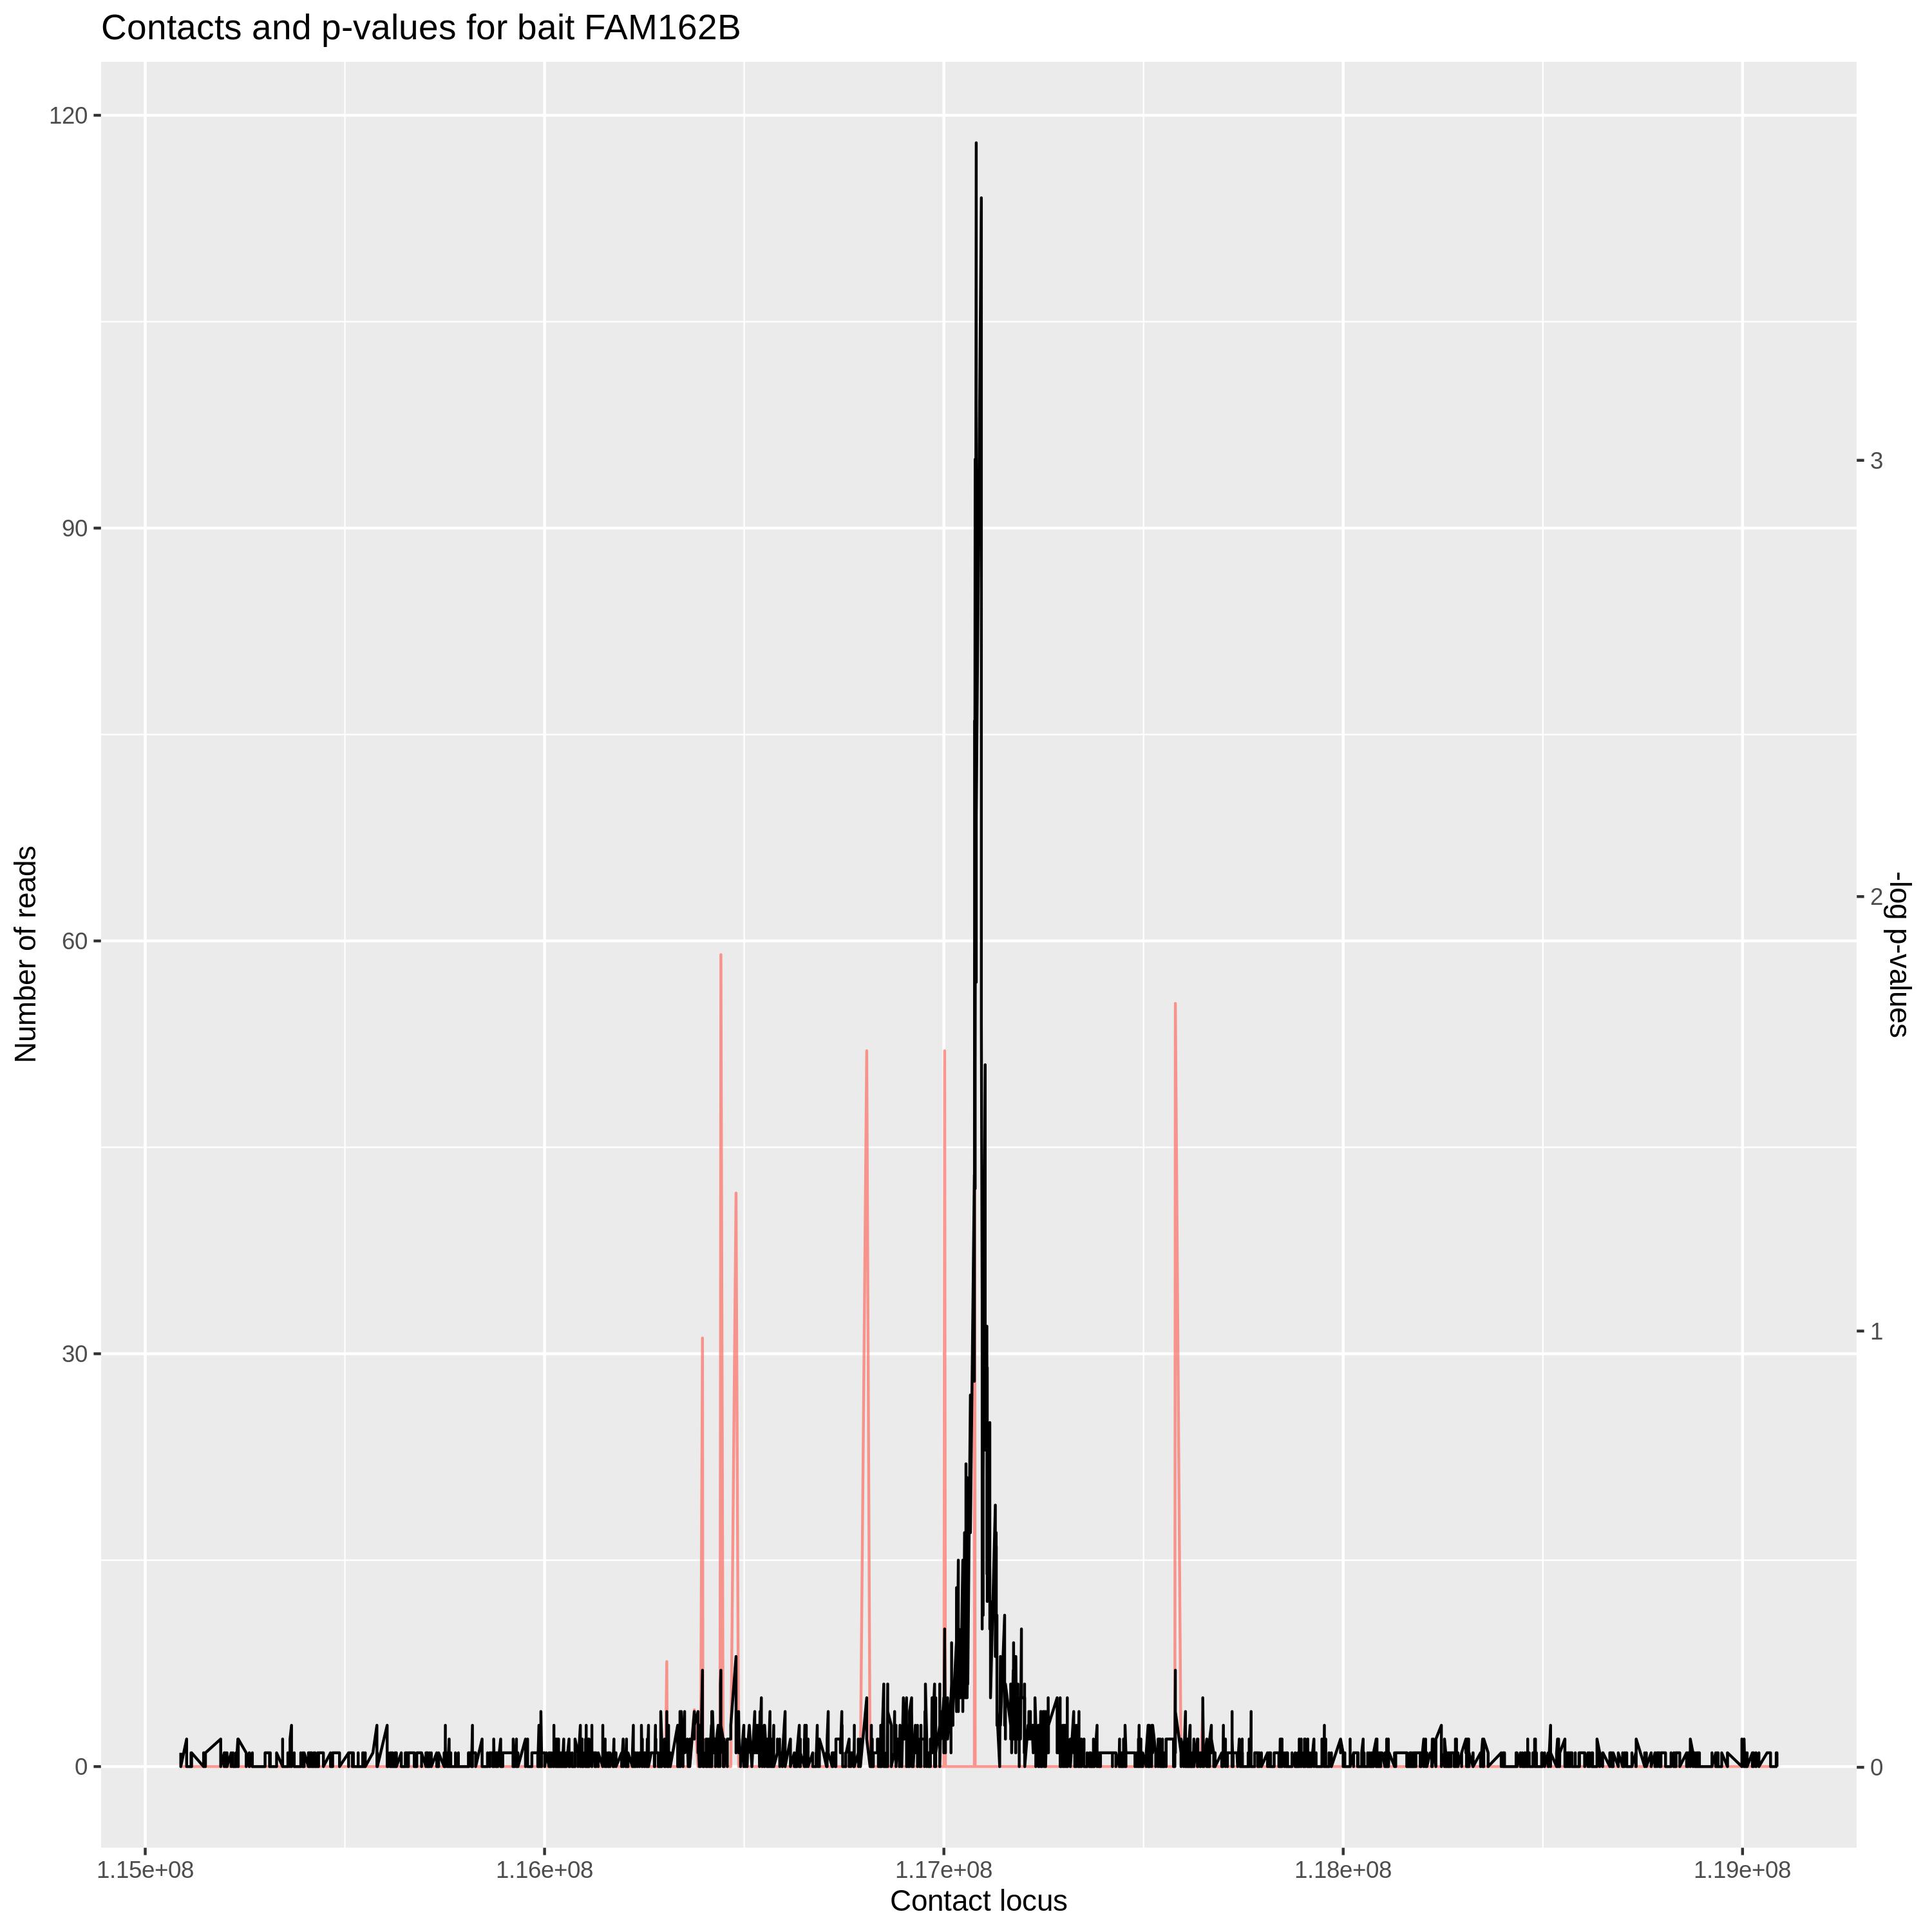 Contacts and p-values for bait FAM162B
120
90
60
30
0
Number of reads
3
2
1
0
-log p-values
1.15e+08 1.16e+08 1.17e+08 1.18e+08 1.19e+08
Contact locus